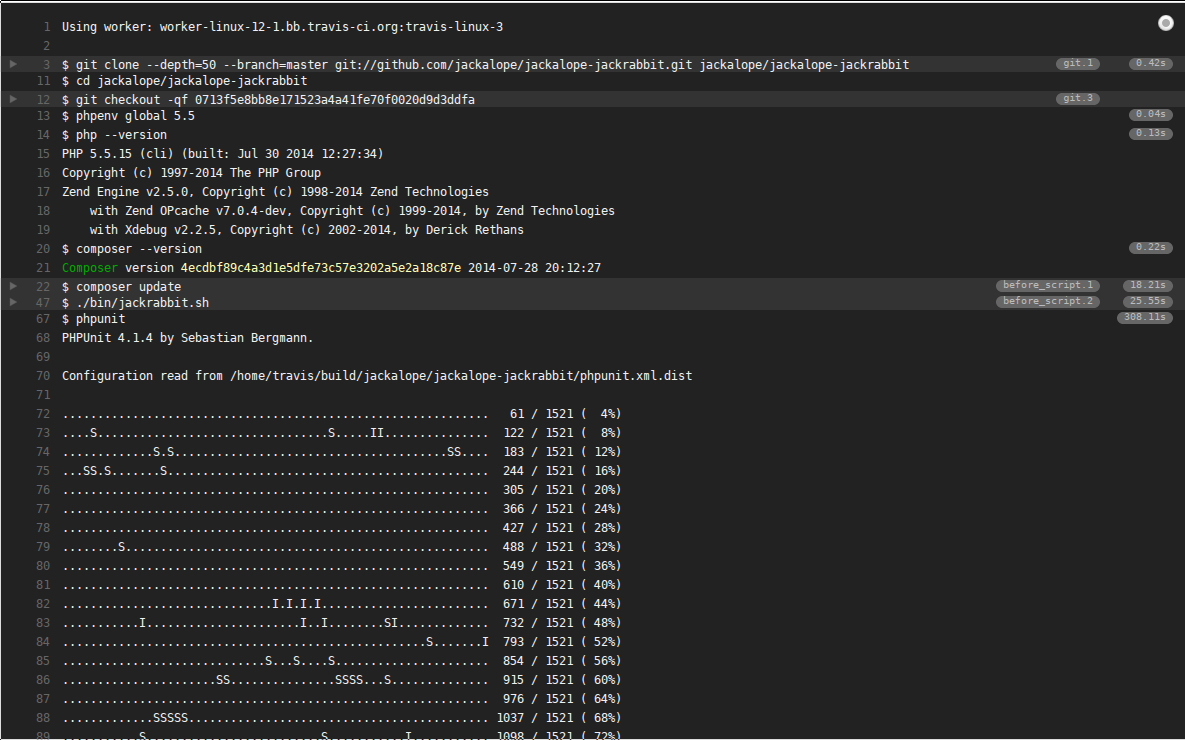 1 Using worker: worker-linux-12-1.bb.travis-ci.org:travis-linux-3
2
3 $ git clone --depth=50 --branch=master git://github.com/jackalope/jackalope-jackrabbit.git jackalope/jackalope-jackrabbit git.1 0.42s
11 $ cd jackalope/jackalope-jackrabbit
12 $ git checkout -qf 0713f5e8bb8e171523a4a41fe70f0020d9d3ddfa git.3
13 $ phpenv global 5.5 0.04s
14 $ php --version 0.13s
15 PHP 5.5.15 (cli) (built: Jul 30 2014 12:27:34)
16 Copyright (c) 1997-2014 The PHP Group
17 Zend Engine v2.5.0, Copyright (c) 1998-2014 Zend Technologies
18     with Zend OPcache v7.0.4-dev, Copyright (c) 1999-2014, by Zend Technologies
19     with Xdebug v2.2.5, Copyright (c) 2002-2014, by Derick Rethans
20 $ composer --version 0.22s
21 Composer version 4ecdbf89c4a3d1e5dfe73c57e3202a5e2a18c87e 2014-07-28 20:12:27
22 $ composer update before_script.1 18.21s
47 $ ./bin/jackrabbit.sh before_script.2 25.55s
67 $ phpunit 308.11s
68 PHPUnit 4.1.4 by Sebastian Bergmann.
69
70 Configuration read from /home/travis/build/jackalope/jackalope-jackrabbit/phpunit.xml.dist
71
72 .............................................................   61 / 1521 (  4%)
73 ....S.................................S.....II...............  122 / 1521 (  8%)
74 .............S.S.......................................SS....  183 / 1521 ( 12%)
75 ...SS.S.......S..............................................  244 / 1521 ( 16%)
76 .............................................................  305 / 1521 ( 20%)
77 .............................................................  366 / 1521 ( 24%)
78 .............................................................  427 / 1521 ( 28%)
79 ........S....................................................  488 / 1521 ( 32%)
80 .............................................................  549 / 1521 ( 36%)
81 .............................................................  610 / 1521 ( 40%)
82 ..............................I.I.I.I........................  671 / 1521 ( 44%)
83 ...........I......................I..I........SI.............  732 / 1521 ( 48%)
84 ....................................................S.......I  793 / 1521 ( 52%)
85 .............................S...S....S......................  854 / 1521 ( 56%)
86 ......................SS...............SSSS...S..............  915 / 1521 ( 60%)
87 .............................................................  976 / 1521 ( 64%)
88 .............SSSSS........................................... 1037 / 1521 ( 68%)
89 ...........S.........................S...........I........... 1098 / 1521 ( 72%)